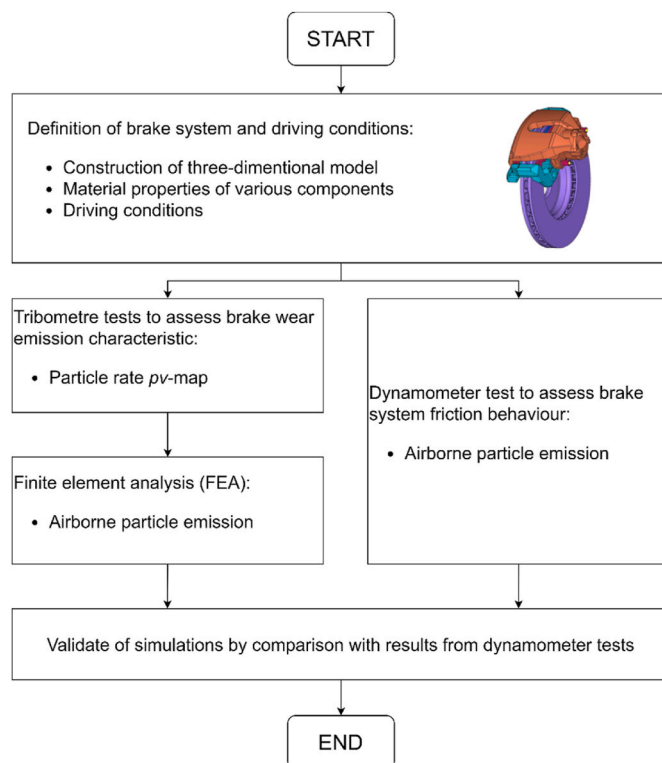 START
Definition of brake system and driving conditions:
• Construction of three-dimentional model
• Material properties of various components
• Driving conditions
Tribometre tests to assess brake wear
emission characteristic:
• Particle rate pv-map
Finite element analysis (FEA):
• Airborne particle emission
Dynamometer test to assess brake
system friction behaviour:
• Airborne particle emission
Validate of simulations by comparison with results from dynamometer tests
END